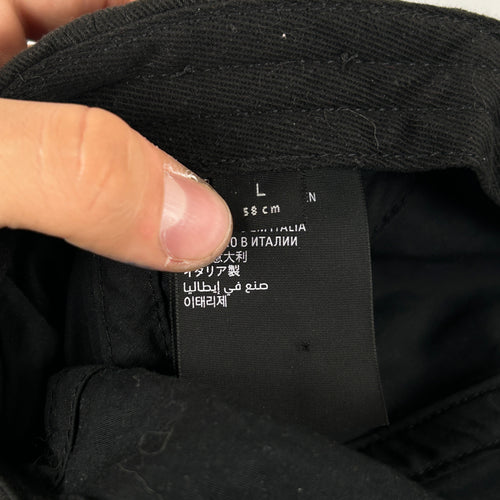 L
58 cm
ITALIA
В ИТАЛИИ
意大利
イタリア製
صنع في إيطاليا
이태리제